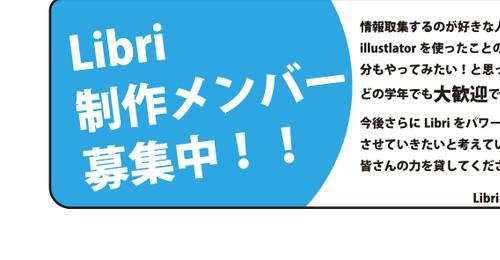 Libri
制作メンバー
募集中！！
情報取集するのが好きな人
illustlator を使ったことの
分もやってみたい！と思っ
どの学年でも大歓迎で
今後さらに Libri をパワー
させていきたいと考えてい
皆さんの力を貸してくださ
Libri